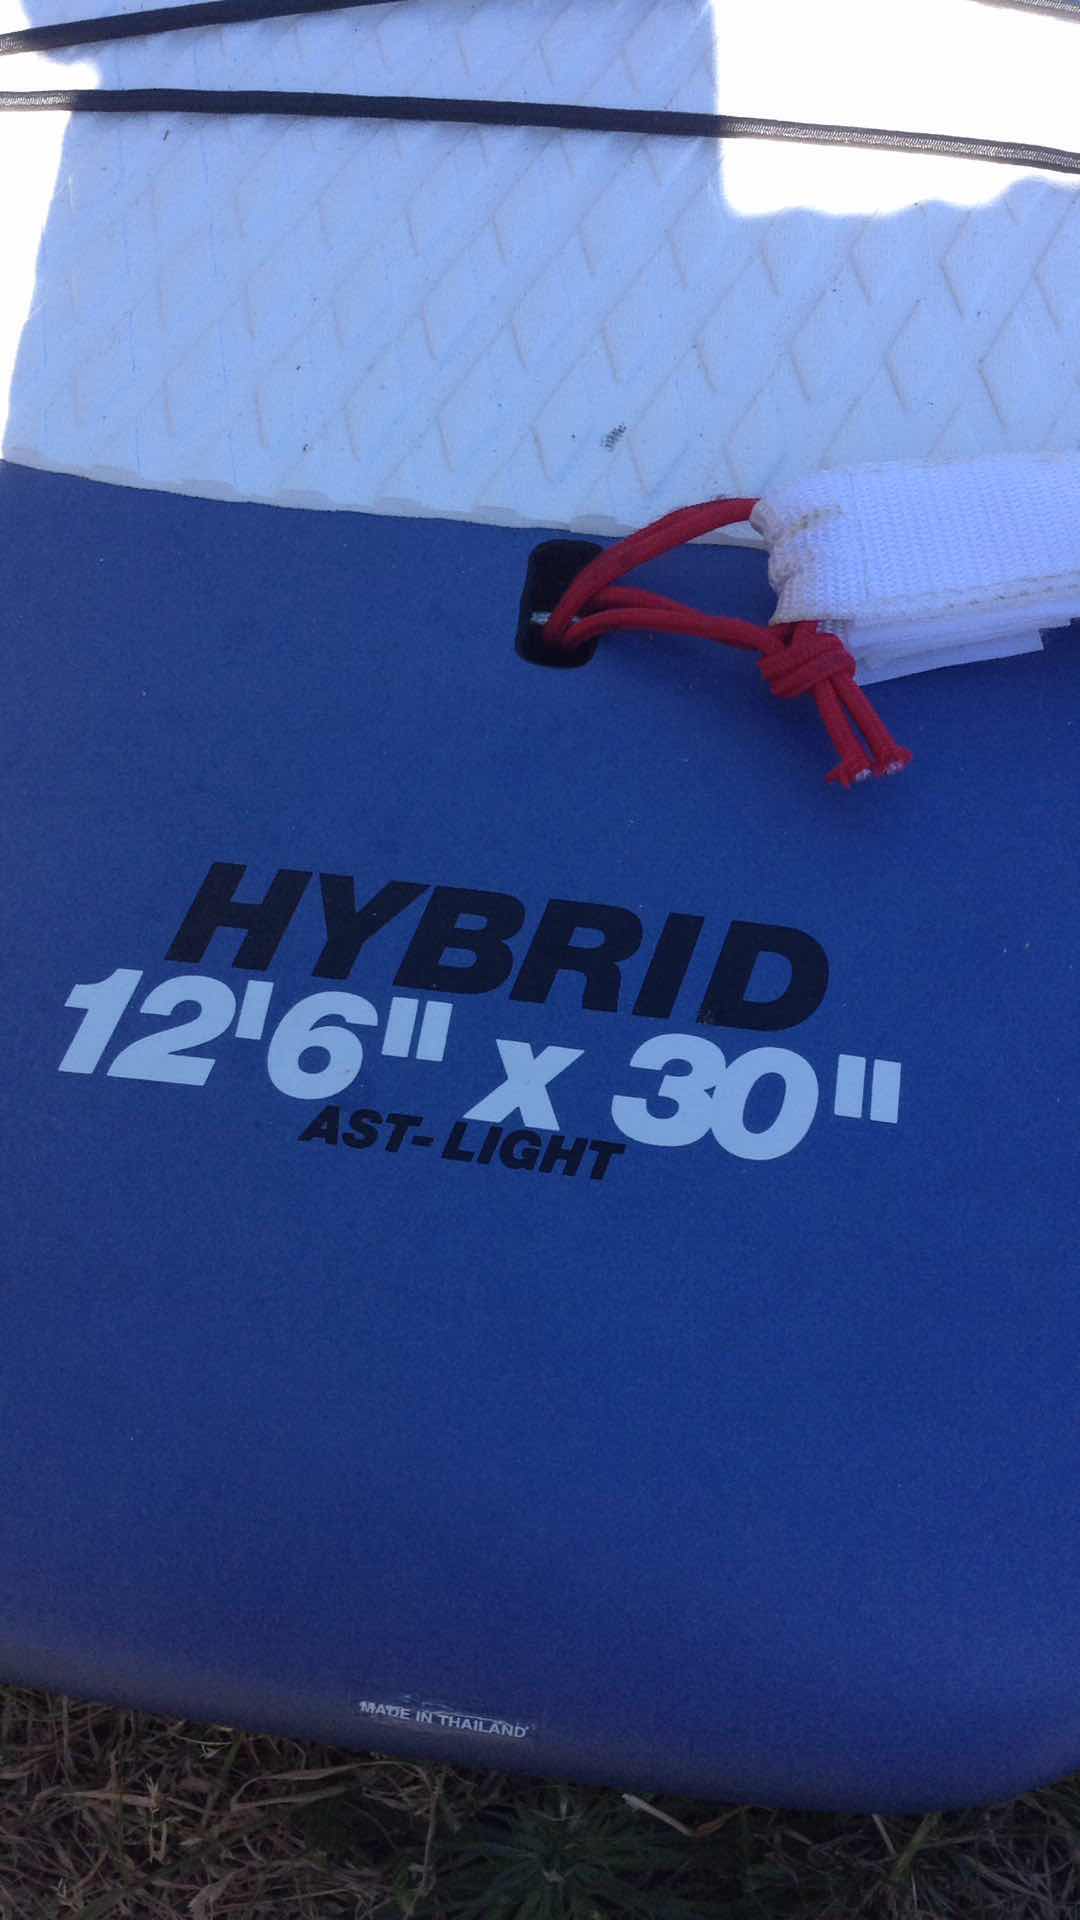 HYBRID
12'6" x 30"
AST-LIGHT
MADE IN THAILAND